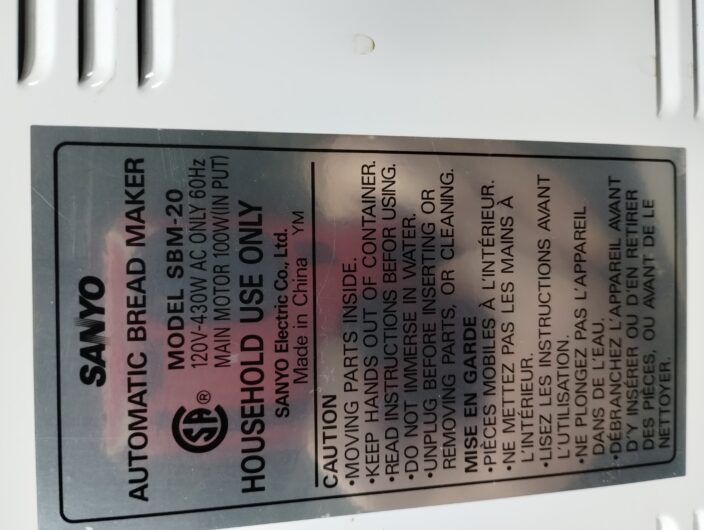 SANYO
AUTOMATIC BREAD MAKER
MODEL SBM-20
SA ® 120V-430W AC ONLY 60Hz
MAIN MOTOR 100W(IN PUT)
HOUSEHOLD USE ONLY
SANYO Electric Co., Ltd.
Made in China YM
CAUTION
•MOVING PARTS INSIDE.
•KEEP HANDS OUT OF CONTAINER.
•READ INSTRUCTIONS BEFOR USING.
•DO NOT IMMERSE IN WATER.
•UNPLUG BEFORE INSERTING OR
REMOVING PARTS, OR CLEANING.
MISE EN GARDE
•PIÈCES MOBILES À L'INTÉRIEUR.
•NE METTEZ PAS LES MAINS À
L'INTÉRIEUR.
•LISEZ LES INSTRUCTIONS AVANT
L'UTILISATION.
•NE PLONGEZ PAS L'APPAREIL
DANS DE L'EAU.
•DÉBRANCHEZ L'APPAREIL AVANT
D'Y INSÉRER OU D'EN RETIRER
DES PIÈCES, OU AVANT DE LE
NETTOYER.